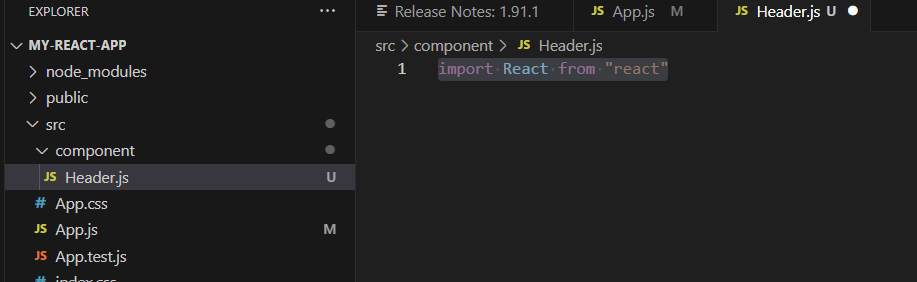 EXPLORER ···
MY-REACT-APP
node_modules
public
src
component
JS Header.js U
# App.css
JS App.js M
JS App.test.js
# index.css
Release Notes: 1.91.1 JS App.js M JS Header.js U
src > component > JS Header.js
1 import React from "react"